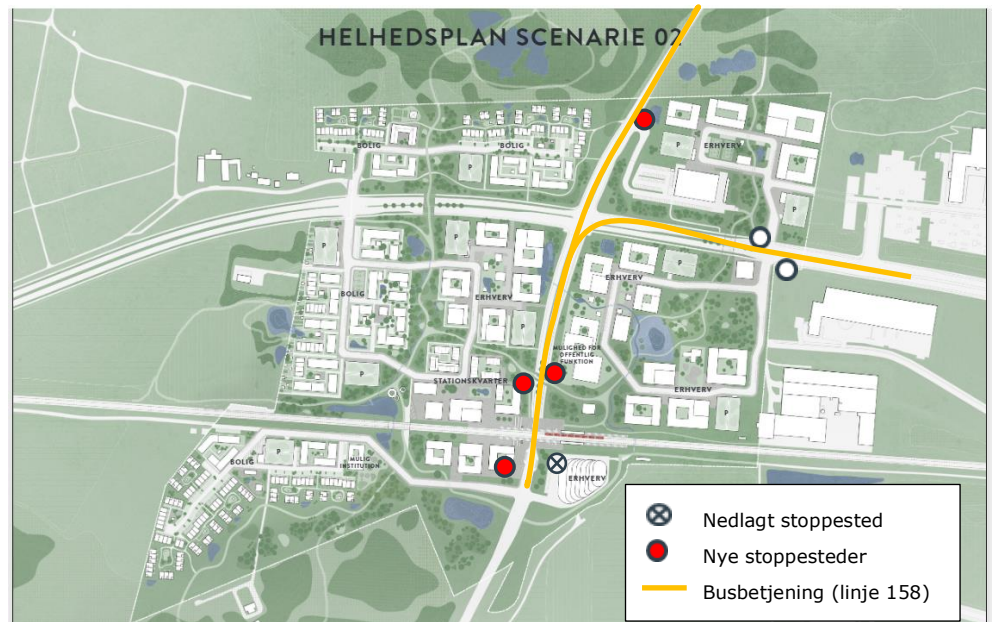 HELHEDSPLAN SCENARIE 02
BOLIG
BOLIG
P
ERHVERV
P
P
P
P
ERHVERV
P
BOLIG
ERHVERV
P
P
MULIGHED FOR
OFFENTLIG
FUNKTION
STATIONSKVARTER
P
ERHVERV
P
BOLIG
P
MULIG
INSTITUTION
ERHVERV
Nedlagt stoppested
Nye stoppesteder
Busbetjening (linje 158)